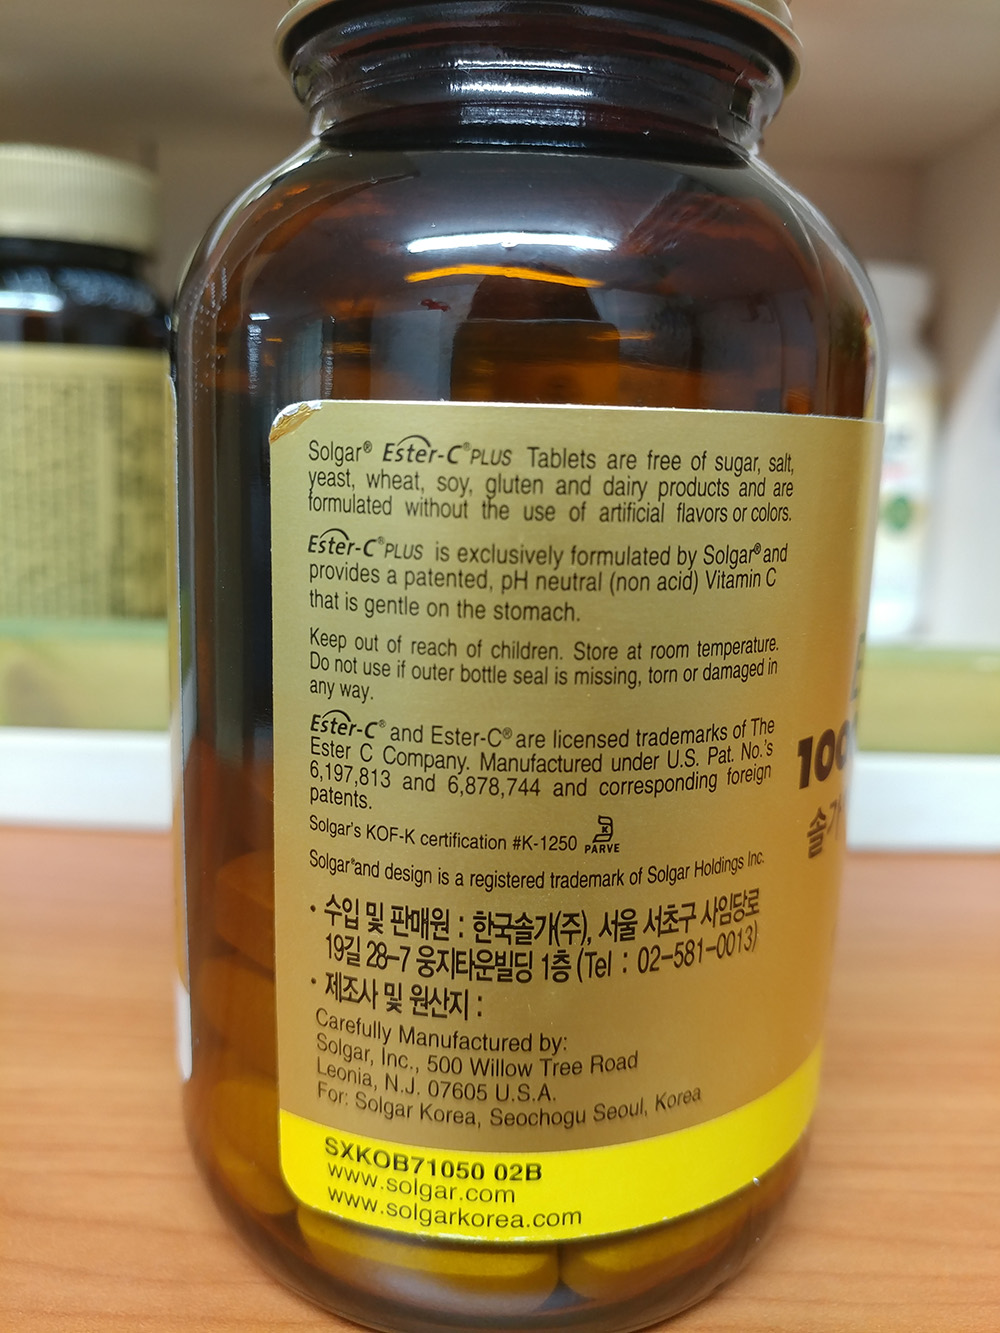 Solgar® Ester-C®PLUS Tablets are free of sugar, salt,
yeast, wheat, soy, gluten and dairy products and are
formulated without the use of artificial flavors or colors.
Ester-C®PLUS is exclusively formulated by Solgar® and
provides a patented, pH neutral (non acid) Vitamin C
that is gentle on the stomach.
Keep out of reach of children. Store at room temperature.
Do not use if outer bottle seal is missing, torn or damaged in
any way.
Ester-C® and Ester-C® are licensed trademarks of The
Ester C Company. Manufactured under U.S. Pat. No.'s
6,197,813 and 6,878,744 and corresponding foreign
patents.
Solgar's KOF-K certification #K-1250
K
PARVE
Solgar®and design is a registered trademark of Solgar Holdings Inc.
· 수입 및 판매원 : 한국솔가(주), 서울 서초구 사임당로
19길 28-7 웅지타운빌딩 1층 (Tel : 02-581-0013)
· 제조사 및 원산지 :
Carefully Manufactured by:
Solgar, Inc., 500 Willow Tree Road
Leonia, N.J. 07605 U.S.A.
For: Solgar Korea, Seochogu Seoul, Korea
SXKOB71050 02B
www.solgar.com
www.solgarkorea.com
100
솔가